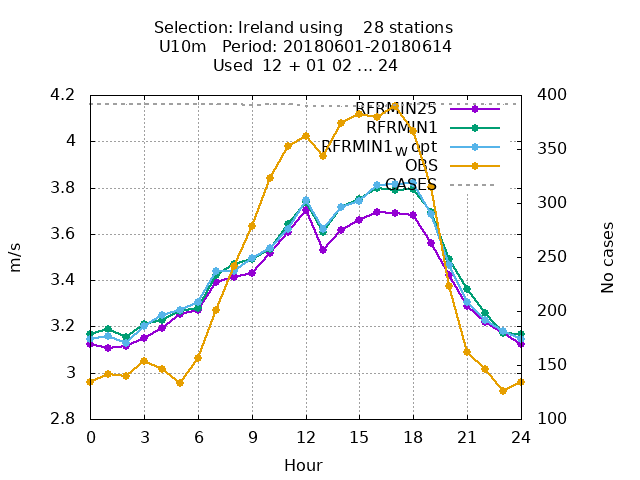 Selection: Ireland using    28 stations
U10m   Period: 20180601-20180614
Used  12 + 01 02 ... 24
RFRMIN25
RFRMIN1
RFRMIN1_w opt
OBS
CASES
4.2
4
3.8
3.6
3.4
3.2
3
2.8
m/s
400
350
300
250
200
150
100
No cases
0 3 6 9 12 15 18 21 24
Hour